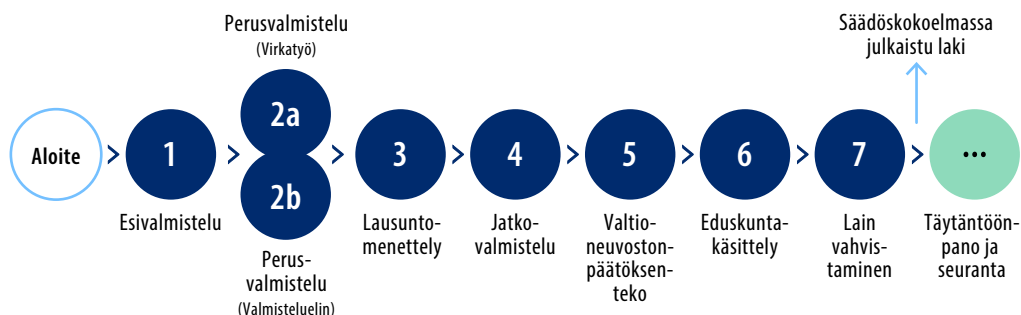 Perusvalmistelu
(Virkatyö)
Säädöskokoelmassa
julkaistu laki
Aloite
>
1
>
2a
2b
>
3
>
4
>
5
>
6
>
7
>
...
Esivalmistelu
Perus-
valmistelu
(Valmisteluelin)
Lausunto-
menettely
Jatko-
valmistelu
Valtio-
neuvoston-
päätöksen-
teko
Eduskunta-
käsittely
Lain
vahvis-
taminen
Täytäntöön-
pano ja
seuranta